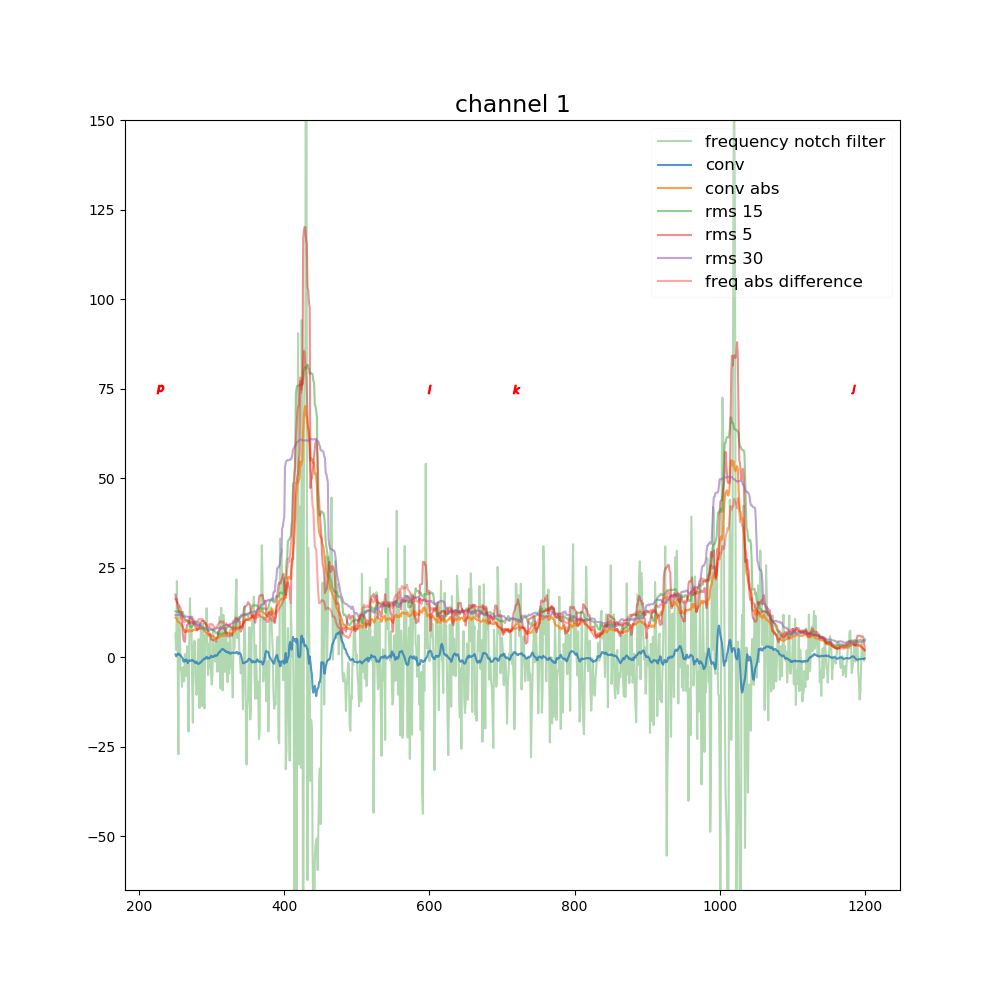 channel 1
150
125
100
75
50
25
0
−25
−50
frequency notch filter
conv
conv abs
rms 15
rms 5
rms 30
freq abs difference
p l k J
200 400 600 800 1000 1200